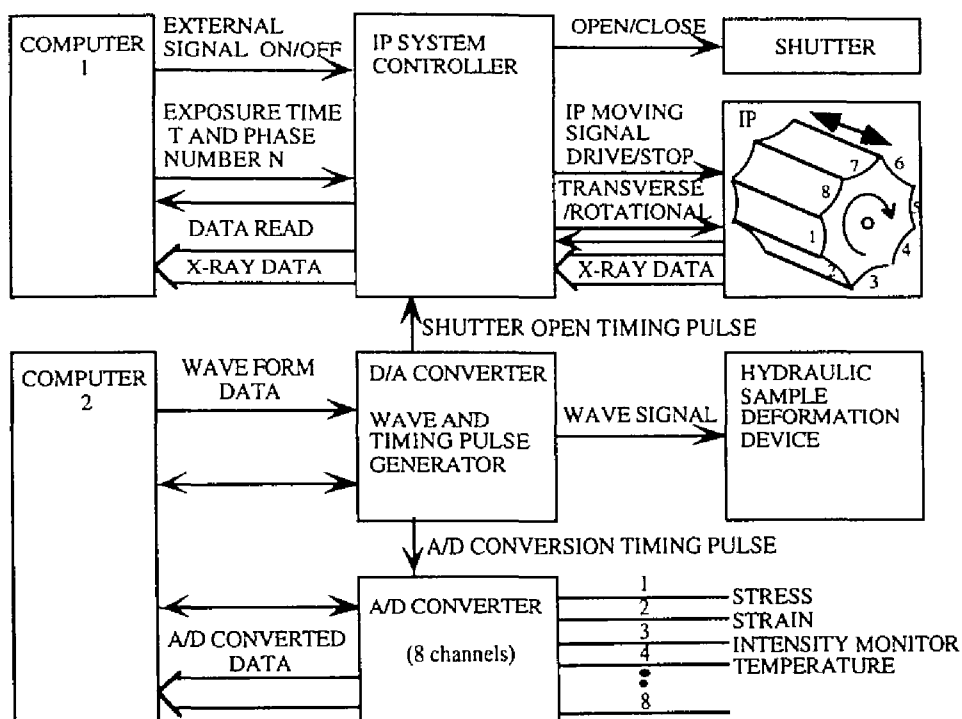 COMPUTER
1
EXTERNAL
SIGNAL ON/OFF
EXPOSURE TIME
T AND PHASE
NUMBER N
DATA READ
X-RAY DATA
IP SYSTEM
CONTROLLER
OPEN/CLOSE
SHUTTER
IP MOVING
SIGNAL
DRIVE/STOP
TRANSVERSE
/ROTATIONAL
X-RAY DATA
IP
7
6
8
5
1
4
2
3
SHUTTER OPEN TIMING PULSE
COMPUTER
2
WAVE FORM
DATA
D/A CONVERTER
WAVE AND
TIMING PULSE
GENERATOR
WAVE SIGNAL
HYDRAULIC
SAMPLE
DEFORMATION
DEVICE
A/D CONVERSION TIMING PULSE
A/D CONVERTED
DATA
A/D CONVERTER
(8 channels)
1
STRESS
2
STRAIN
3
INTENSITY MONITOR
4
TEMPERATURE
8